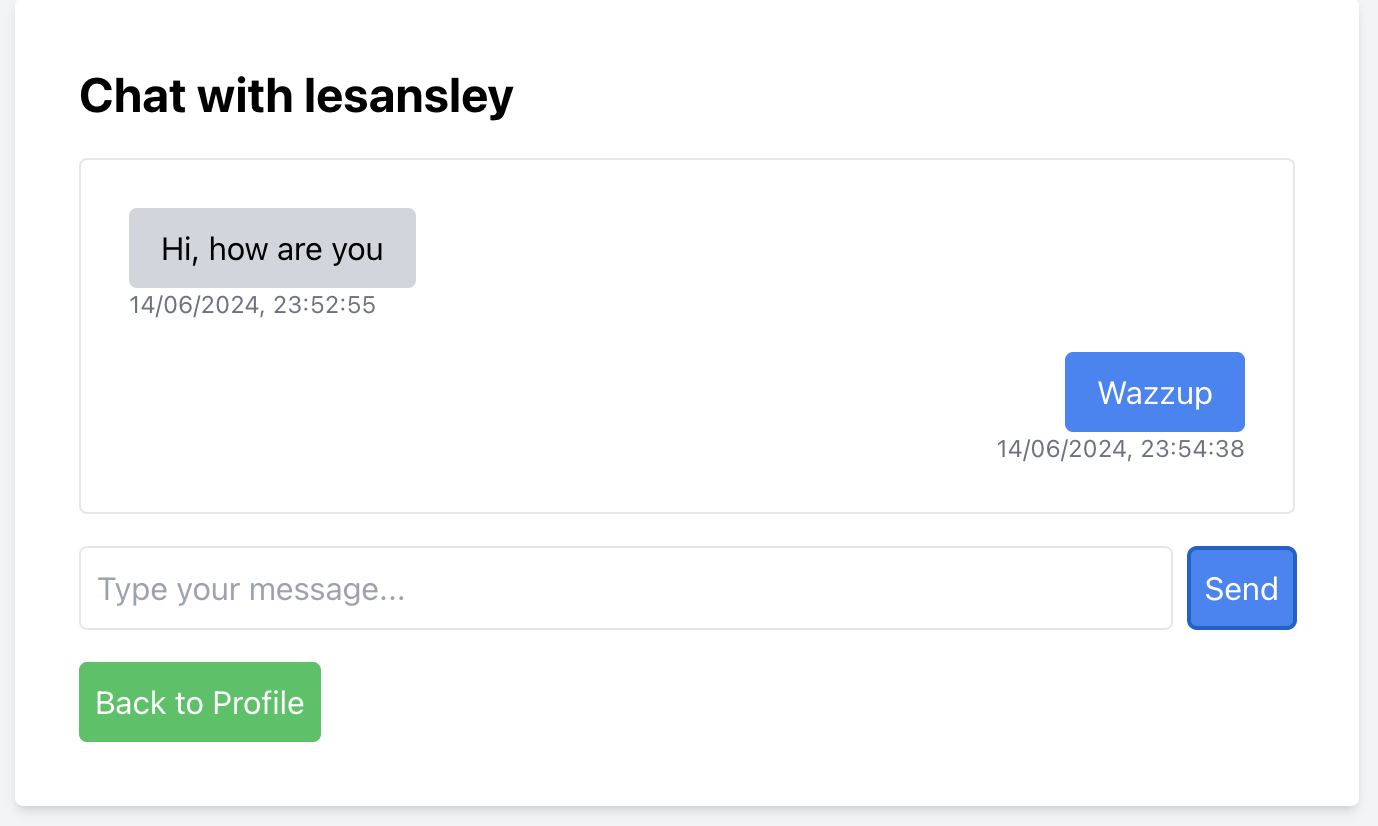 Chat with lesansley
Hi, how are you
14/06/2024, 23:52:55
Wazzup
14/06/2024, 23:54:38
Type your message...
Send
Back to Profile